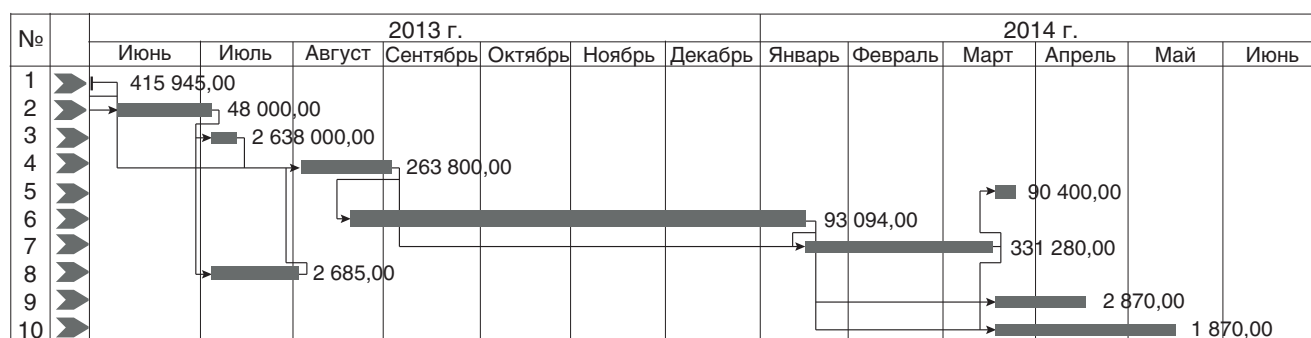 № 2013 г. 2014 г.
Июнь Июль Август Сентябрь Октябрь Ноябрь Декабрь Январь Февраль Март Апрель Май Июнь
1 415 945,00
2 48 000,00
3 2 638 000,00
4 263 800,00
5 90 400,00
6 93 094,00
7 331 280,00
8 2 685,00
9 2 870,00
10 1 870,00